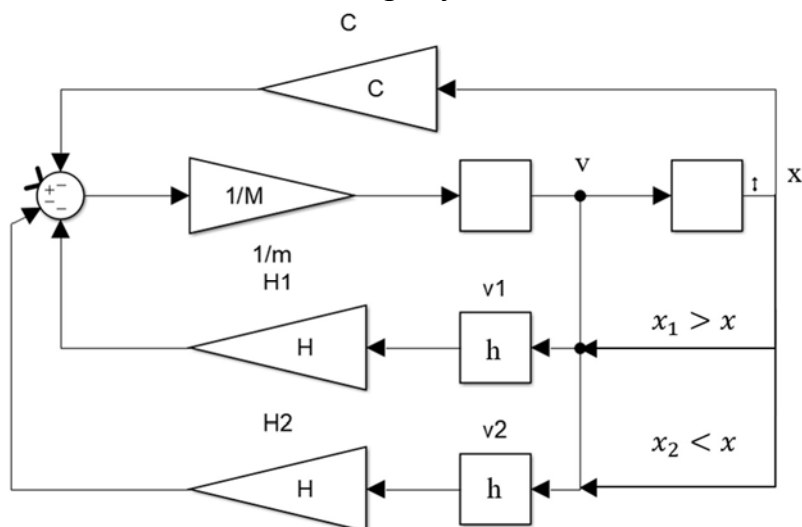 C
C
v
x
+ −
− −
1/M
1/m
H1
v1
x₁ > x
H
h
H2
v2
x₂ < x
H
h